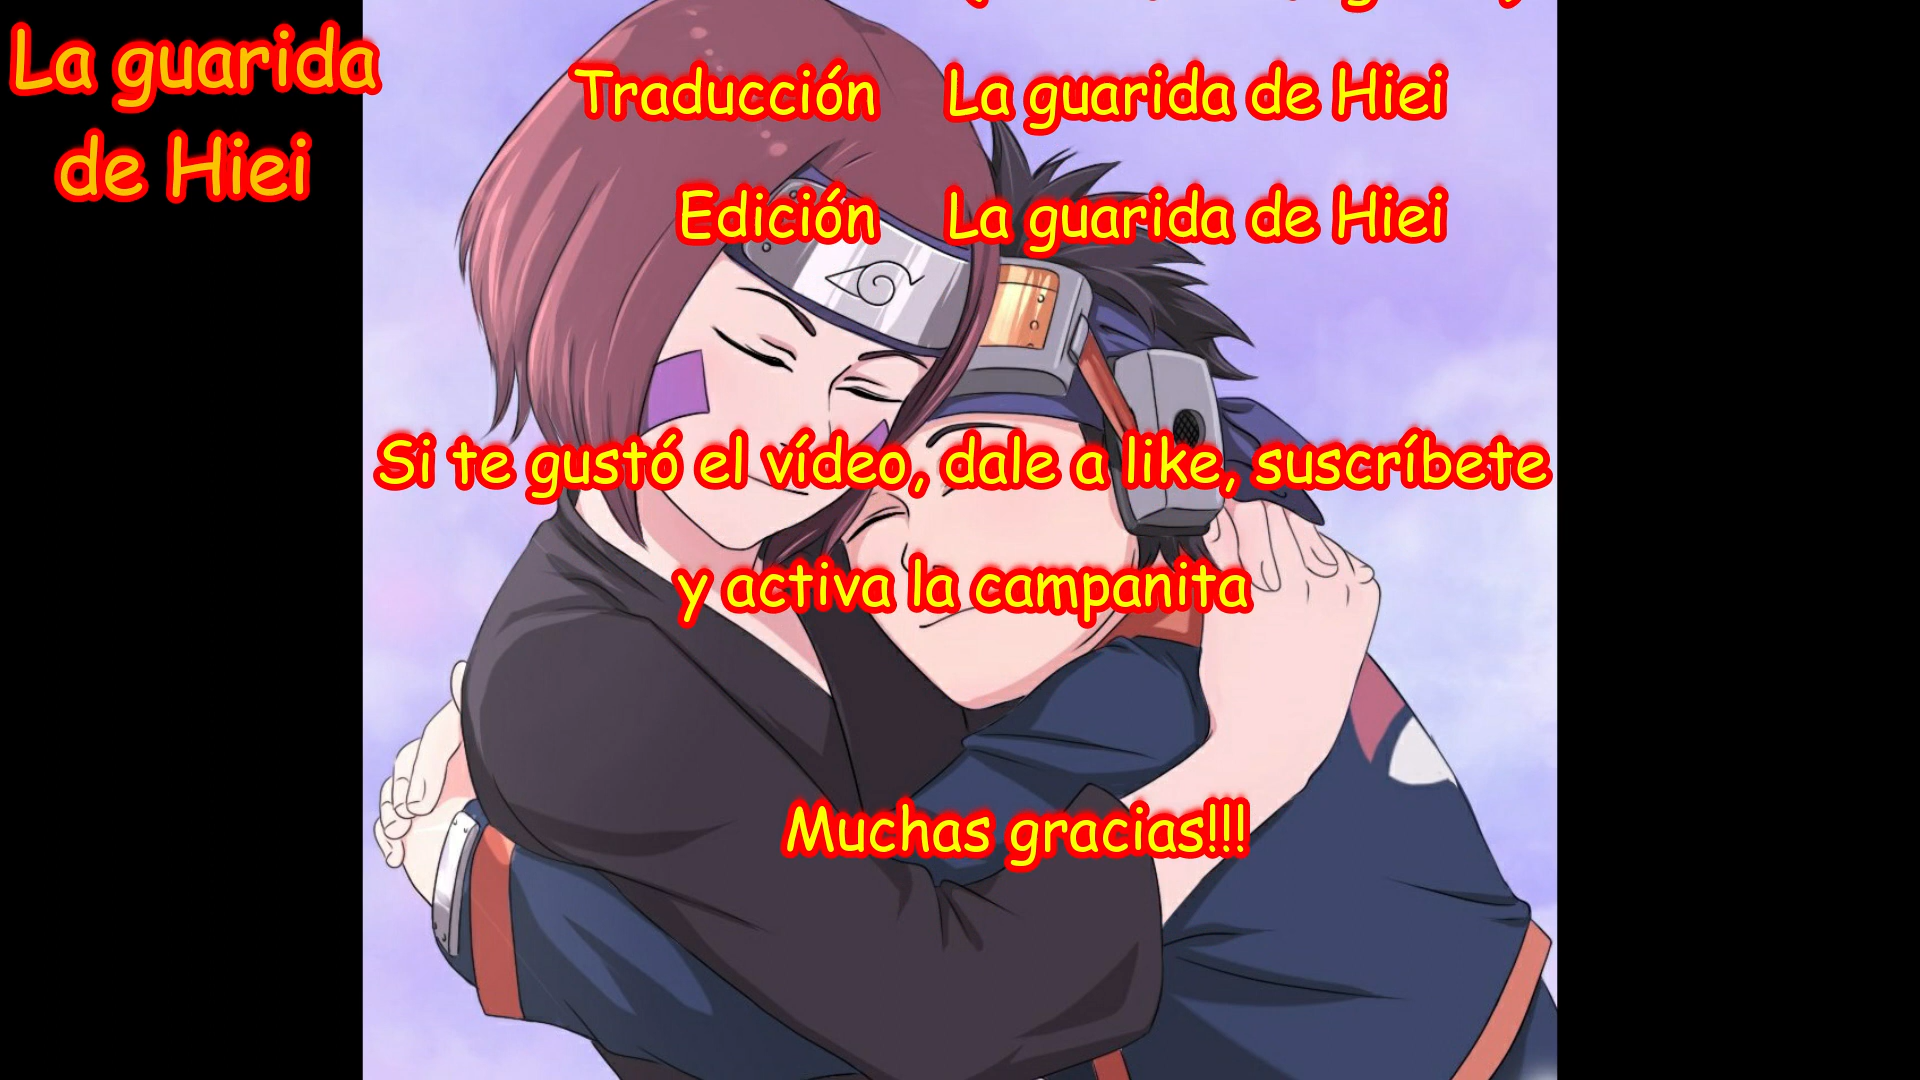 La guarida
de Hiei
Traducción La guarida de Hiei
Edición La guarida de Hiei
Si te gustó el vídeo, dale a like, suscríbete
y activa la campanita
Muchas gracias!!!